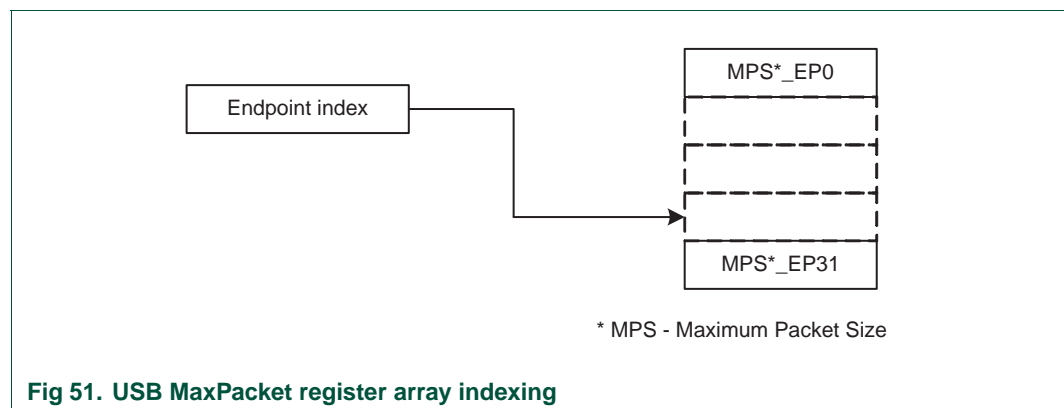 MPS*_EP0
Endpoint index
MPS*_EP31
* MPS - Maximum Packet Size
Fig 51. USB MaxPacket register array indexing